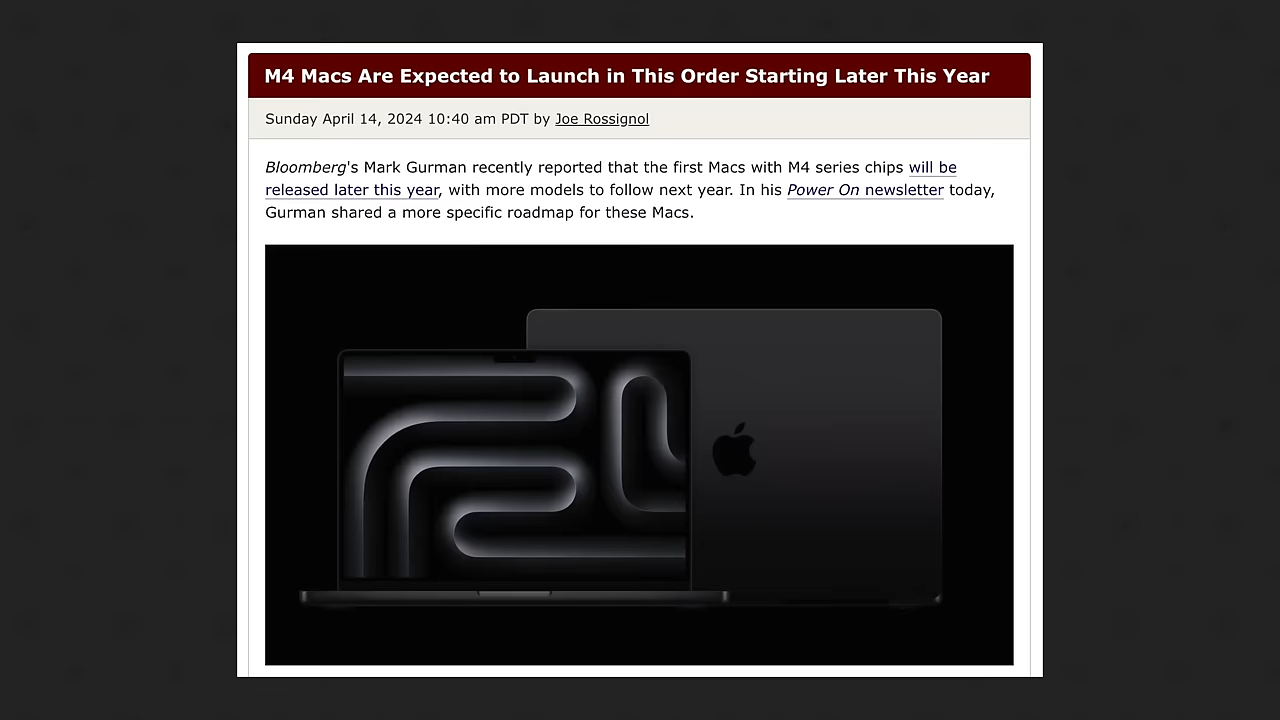 M4 Macs Are Expected to Launch in This Order Starting Later This Year
Sunday April 14, 2024 10:40 am PDT by Joe Rossignol
Bloomberg's Mark Gurman recently reported that the first Macs with M4 series chips will be
released later this year, with more models to follow next year. In his Power On newsletter today,
Gurman shared a more specific roadmap for these Macs.